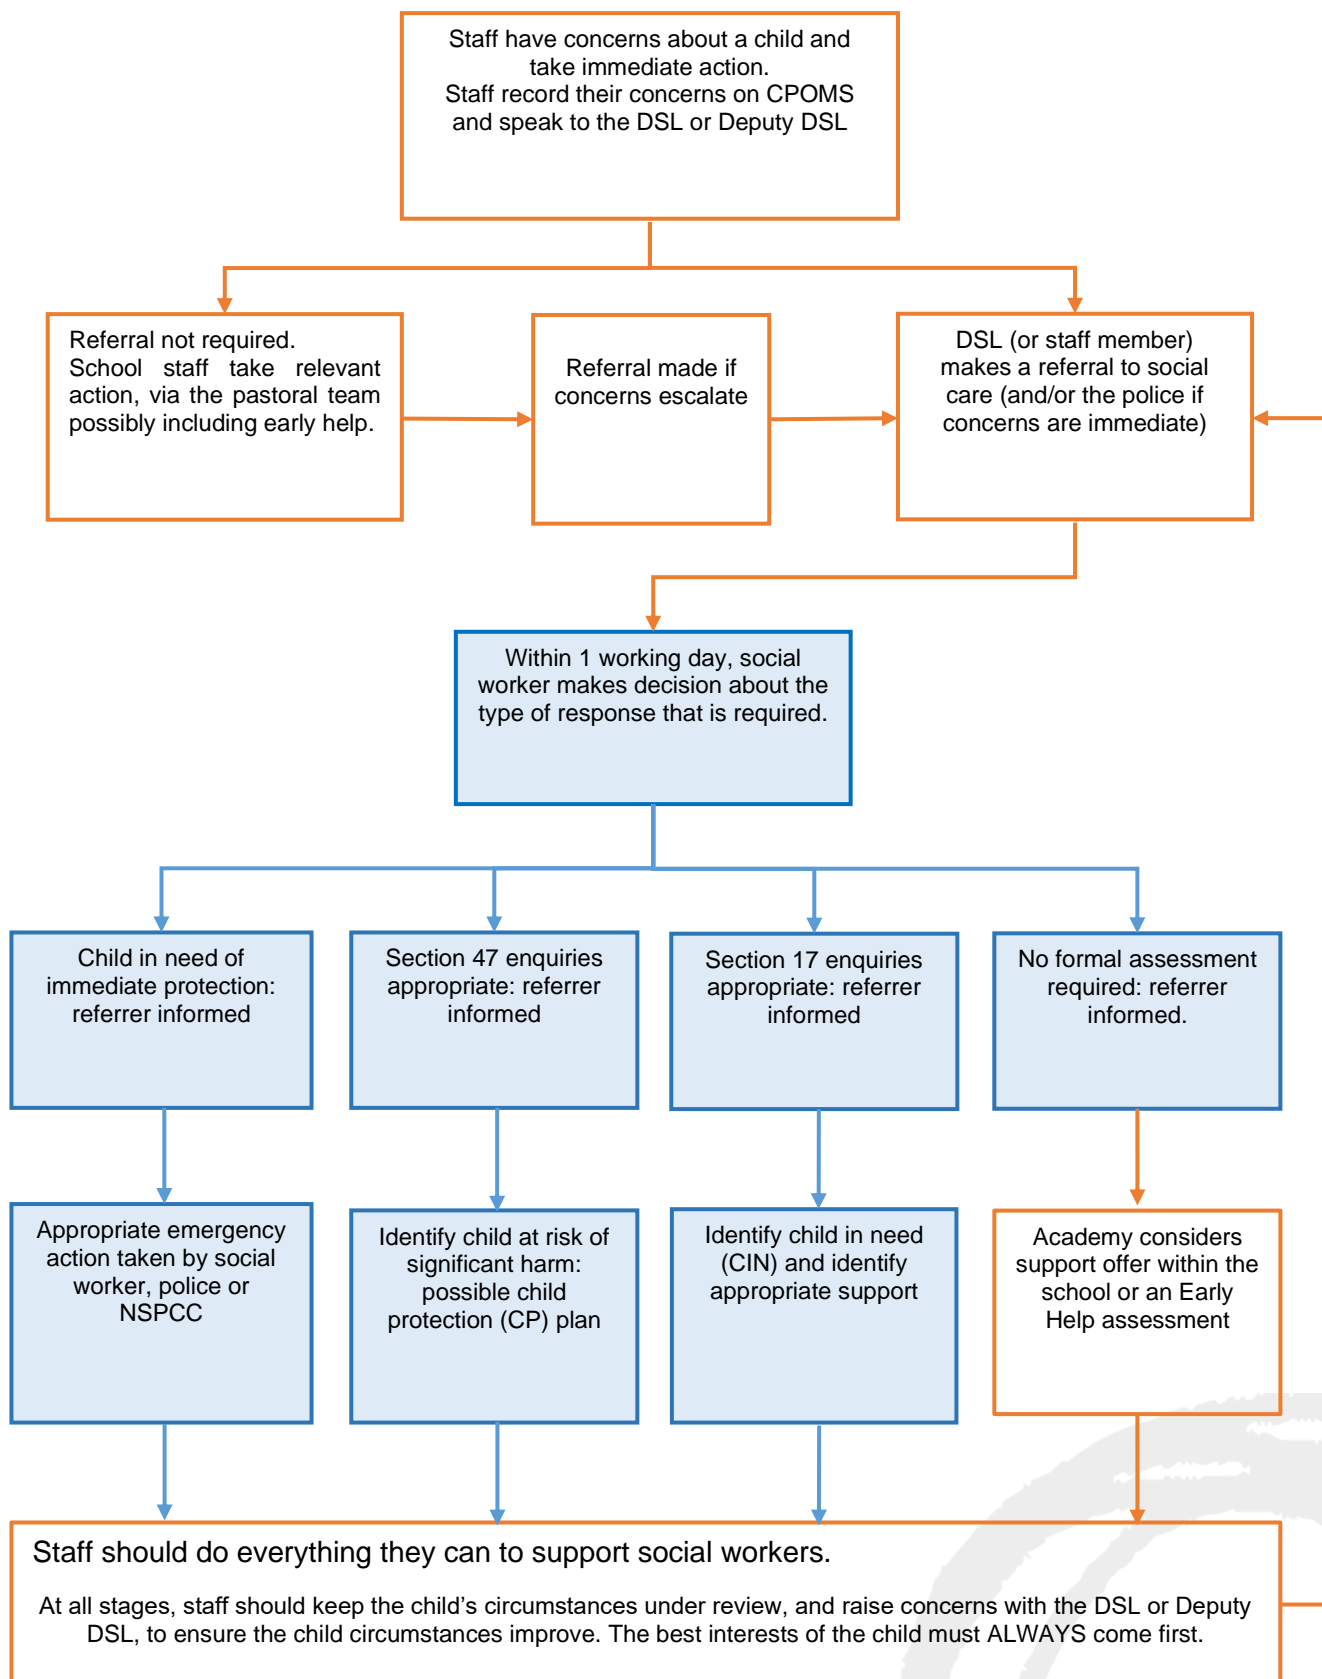 Staff have concerns about a child and
take immediate action.
Staff record their concerns on CPOMS
and speak to the DSL or Deputy DSL
Referral not required.
School staff take relevant
action, via the pastoral team
possibly including early help.
Referral made if
concerns escalate
DSL (or staff member)
makes a referral to social
care (and/or the police if
concerns are immediate)
Within 1 working day, social
worker makes decision about the
type of response that is required.
Child in need of
immediate protection:
referrer informed
Section 47 enquiries
appropriate: referrer
informed
Section 17 enquiries
appropriate: referrer
informed
No formal assessment
required: referrer
informed.
Appropriate emergency
action taken by social
worker, police or
NSPCC
Identify child at risk of
significant harm:
possible child
protection (CP) plan
Identify child in need
(CIN) and identify
appropriate support
Academy considers
support offer within the
school or an Early
Help assessment
Staff should do everything they can to support social workers.
At all stages, staff should keep the child’s circumstances under review, and raise concerns with the DSL or Deputy
DSL, to ensure the child circumstances improve. The best interests of the child must ALWAYS come first.